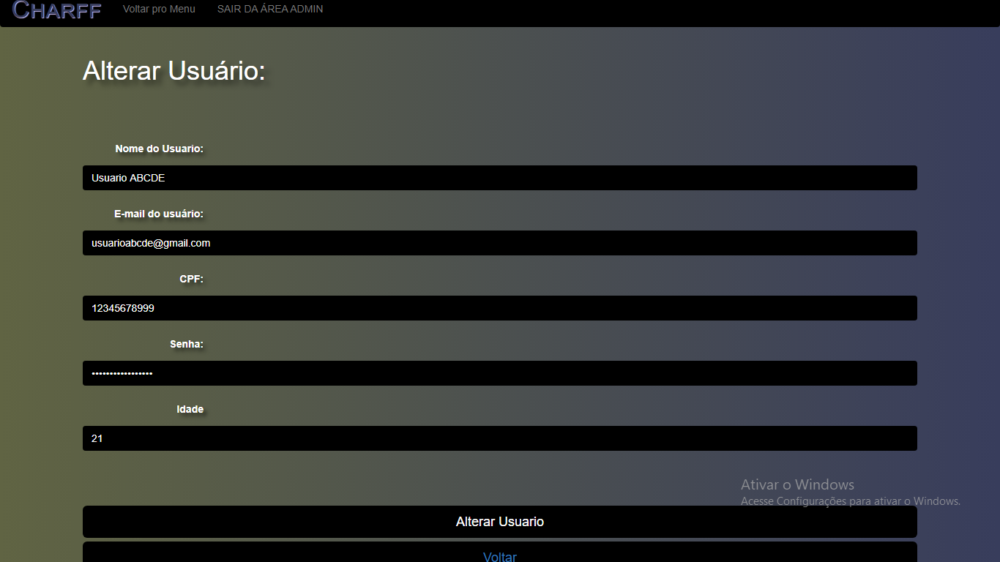 CHARFF Voltar pro Menu SAIR DA ÁREA ADMIN
Alterar Usuário:
Nome do Usuario:
Usuario ABCDE
E-mail do usuário:
usuarioabcde@gmail.com
CPF:
12345678999
Senha:
•••••••••••••••••
Idade
21
Ativar o Windows
Acesse Configurações para ativar o Windows.
Alterar Usuario
Voltar